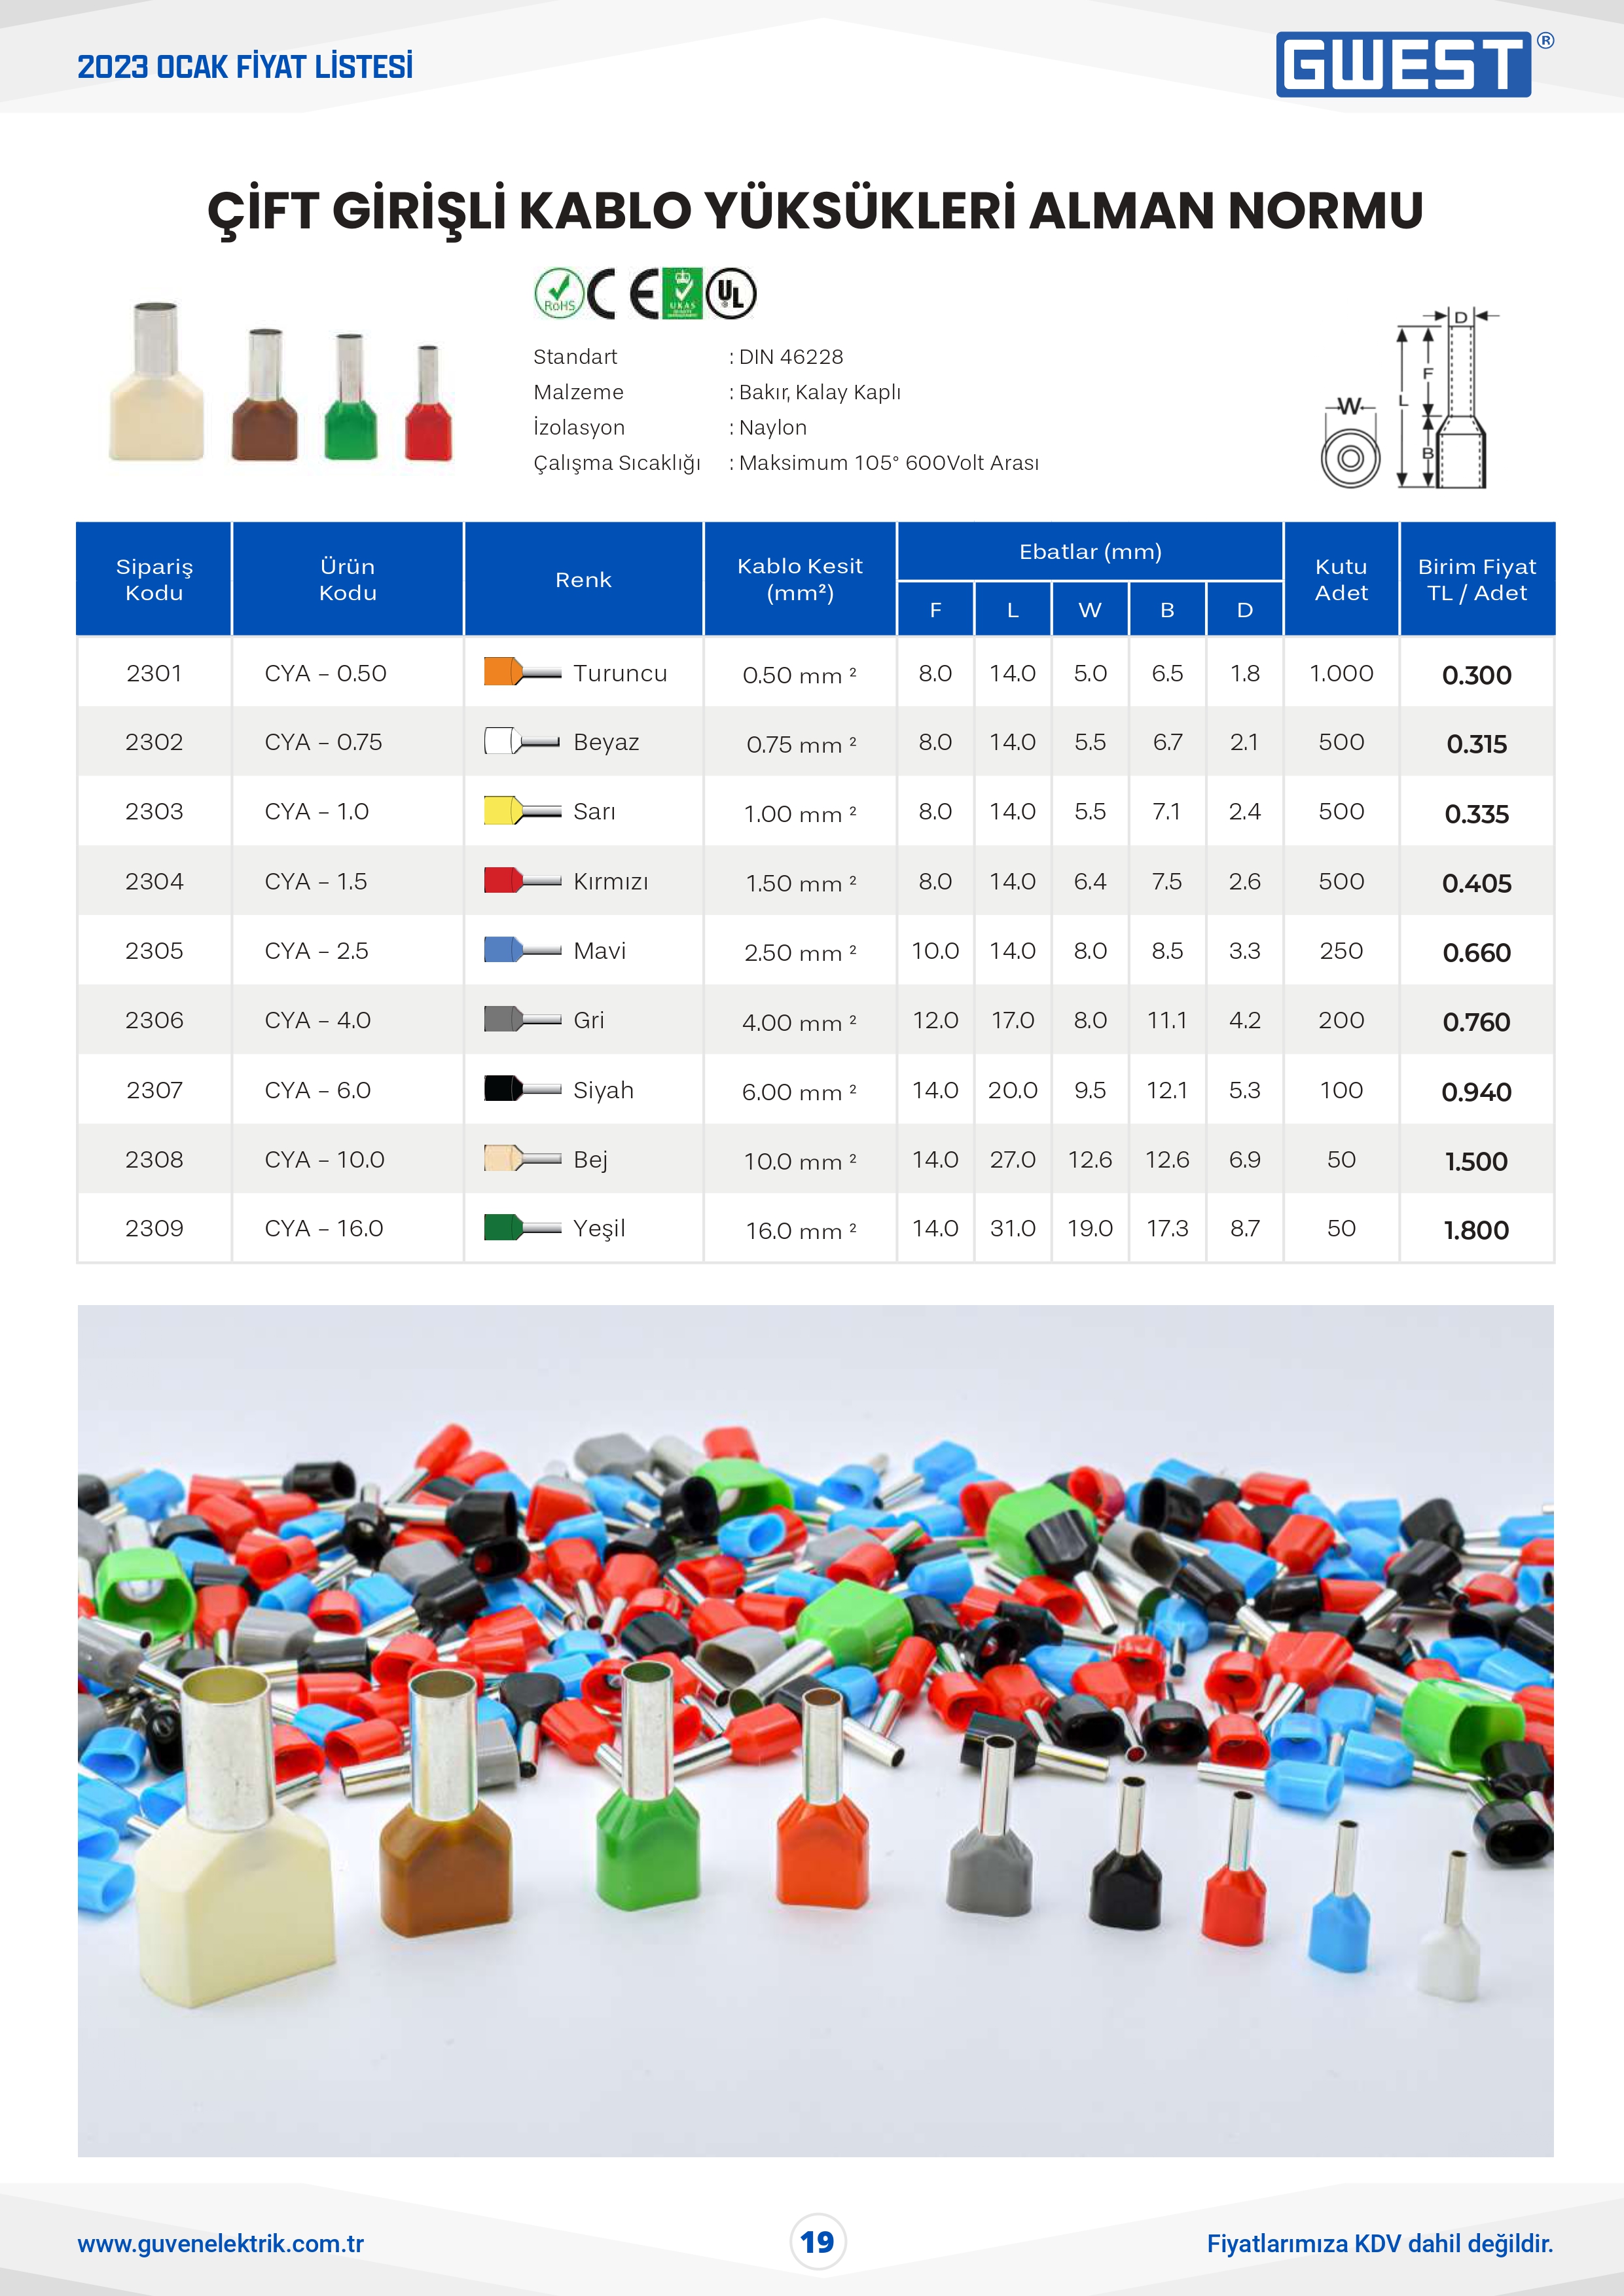 2023 OCAK FİYAT LİSTESİ
GWEST ®
ÇİFT GİRİŞLİ KABLO YÜKSÜKLERİ ALMAN NORMU
RoHS CE UKAS UL
Standart : DIN 46228
Malzeme : Bakır, Kalay Kaplı
İzolasyon : Naylon
Çalışma Sıcaklığı : Maksimum 105° 600Volt Arası
D
F
L
W
B
Sipariş Kodu Ürün Kodu Renk Kablo Kesit (mm²) Ebatlar (mm) Kutu Adet Birim Fiyat TL / Adet
F L W B D
2301 CYA - 0.50 Turuncu 0.50 mm ² 8.0 14.0 5.0 6.5 1.8 1.000 0.300
2302 CYA - 0.75 Beyaz 0.75 mm ² 8.0 14.0 5.5 6.7 2.1 500 0.315
2303 CYA - 1.0 Sarı 1.00 mm ² 8.0 14.0 5.5 7.1 2.4 500 0.335
2304 CYA - 1.5 Kırmızı 1.50 mm ² 8.0 14.0 6.4 7.5 2.6 500 0.405
2305 CYA - 2.5 Mavi 2.50 mm ² 10.0 14.0 8.0 8.5 3.3 250 0.660
2306 CYA - 4.0 Gri 4.00 mm ² 12.0 17.0 8.0 11.1 4.2 200 0.760
2307 CYA - 6.0 Siyah 6.00 mm ² 14.0 20.0 9.5 12.1 5.3 100 0.940
2308 CYA - 10.0 Bej 10.0 mm ² 14.0 27.0 12.6 12.6 6.9 50 1.500
2309 CYA - 16.0 Yeşil 16.0 mm ² 14.0 31.0 19.0 17.3 8.7 50 1.800
www.guvenelektrik.com.tr
19
Fiyatlarımıza KDV dahil değildir.